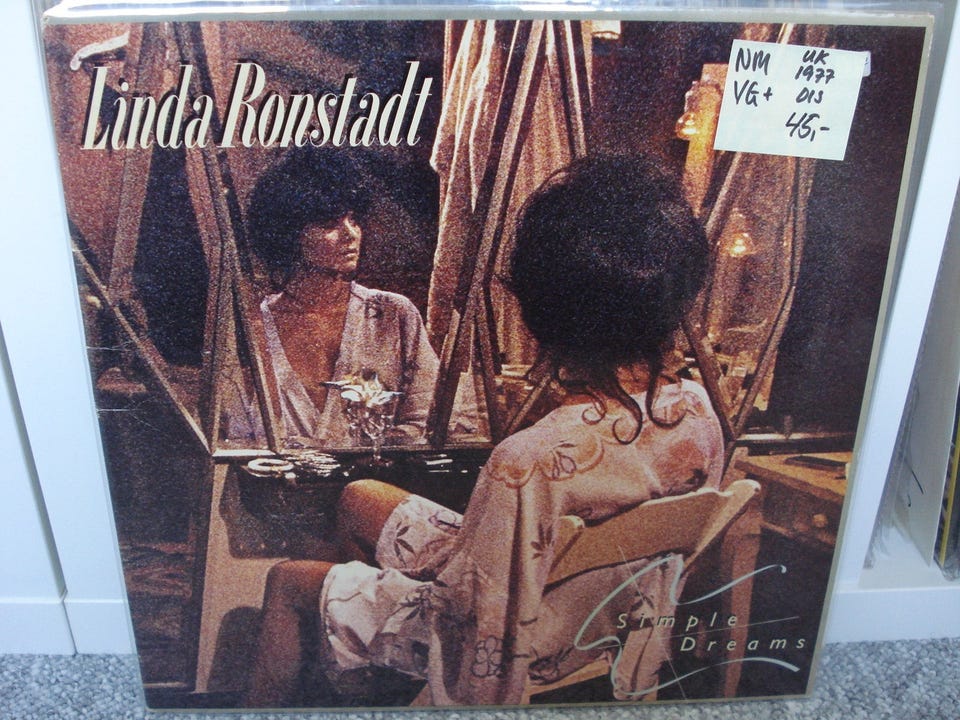 Linda Ronstadt
NM UK
1977
VG+ OIS
45,-
Simple
Dreams